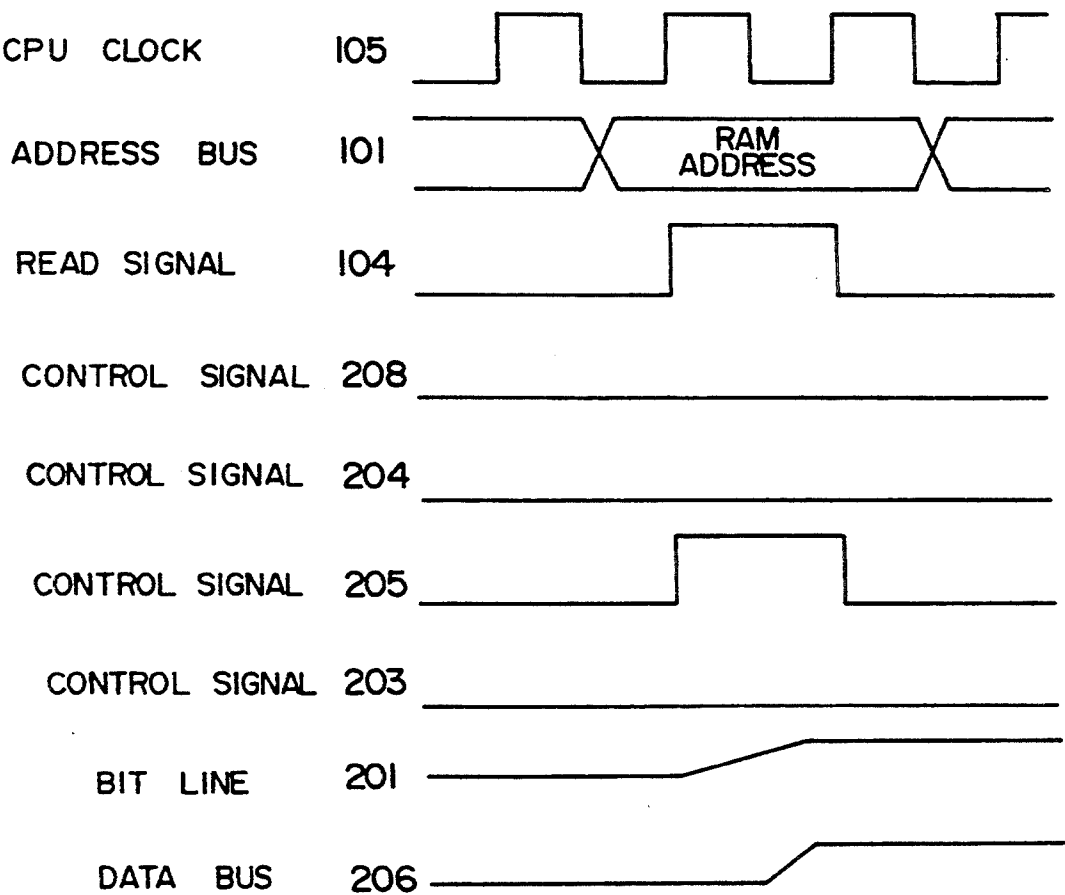 CPU CLOCK 105
ADDRESS BUS 101
RAM
ADDRESS
READ SIGNAL 104
CONTROL SIGNAL 208
CONTROL SIGNAL 204
CONTROL SIGNAL 205
CONTROL SIGNAL 203
BIT LINE 201
DATA BUS 206